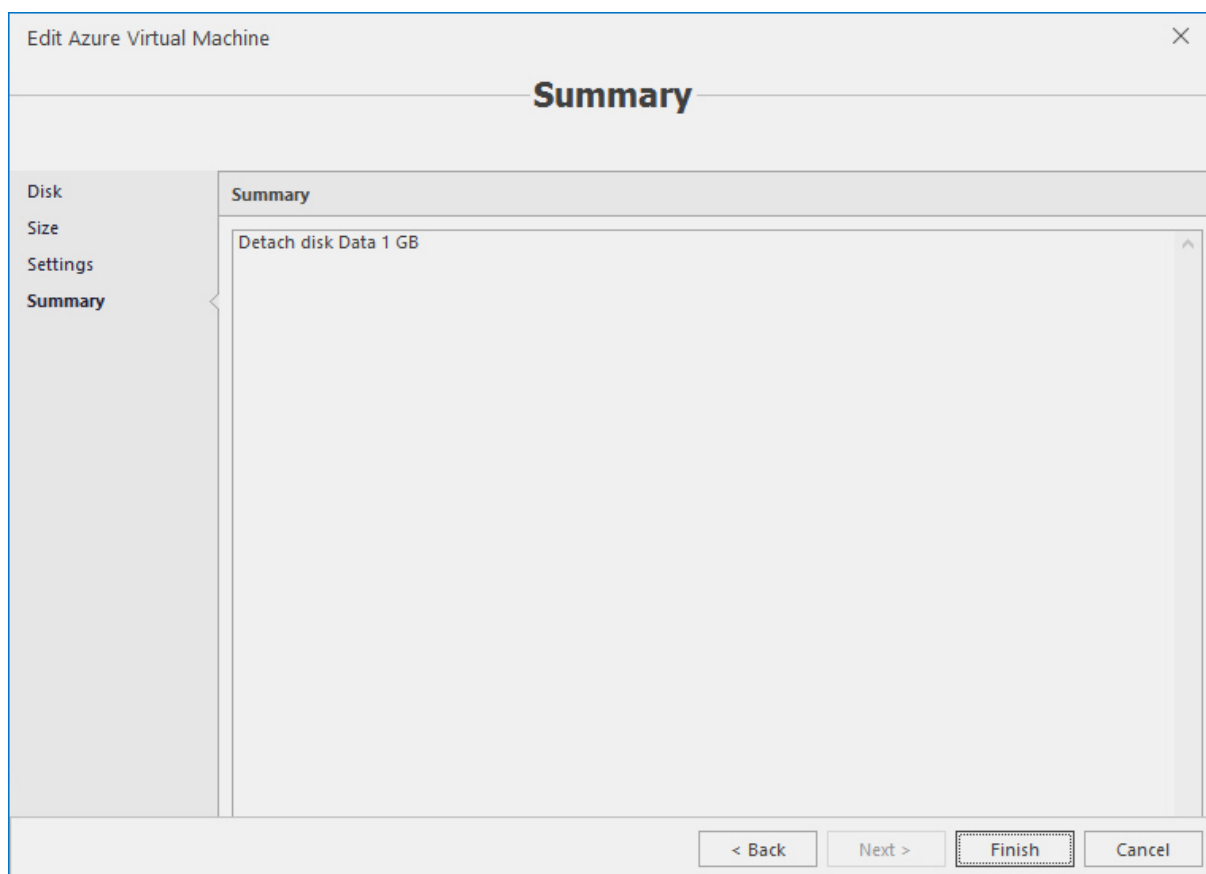 Edit Azure Virtual Machine
Summary
Disk
Size
Settings
Summary
Summary
Detach disk Data 1 GB
< Back
Next >
Finish
Cancel